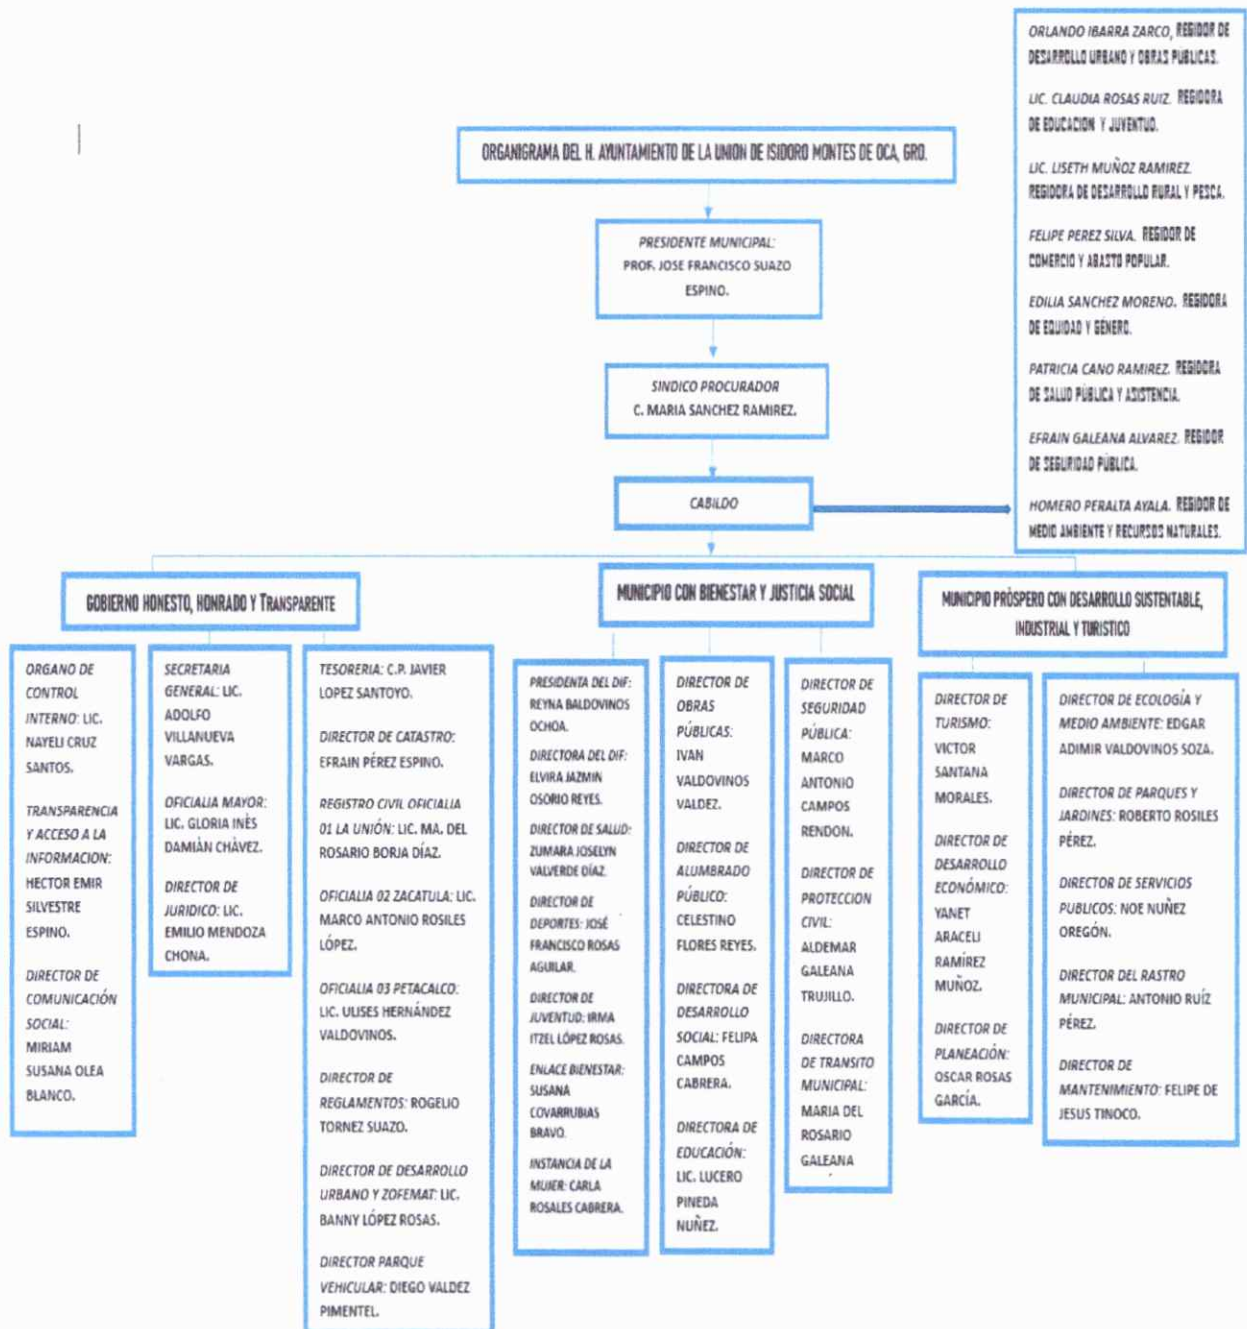 ORGANIGRAMA DEL H. AYUNTAMIENTO DE LA UNION DE ISIDORO MONTES DE OCA, GRO.
PRESIDENTE MUNICIPAL:
PROF. JOSE FRANCISCO SUAZO
ESPINO.
SINDICO PROCURADOR
C. MARIA SANCHEZ RAMIREZ.
CABILDO
ORLANDO IBARRA ZARCO, REGIDOR DE
DESARROLLO URBANO Y OBRAS PUBLICAS.
LIC. CLAUDIA ROSAS RUIZ. REGIDORA
DE EDUCACION Y JUVENTUD.
LIC. LISETH MUÑOZ RAMIREZ.
REGIDORA DE DESARROLLO RURAL Y PESCA.
FELIPE PEREZ SILVA. REGIDOR DE
COMERCIO Y ABASTO POPULAR.
EDILIA SANCHEZ MORENO. REGIDORA
DE EQUIDAD Y GÉNERO.
PATRICIA CANO RAMIREZ. REGIDORA
DE SALUD PÚBLICA Y ASISTENCIA.
EFRAIN GALEANA ALVAREZ. REGIDOR
DE SEGURIDAD PÚBLICA.
HOMERO PERALTA AYALA. REGIDOR DE
MEDIO AMBIENTE Y RECURSOS NATURALES.
GOBIERNO HONESTO, HONRADO Y TRANSPARENTE
ORGANO DE
CONTROL
INTERNO: LIC.
NAYELI CRUZ
SANTOS.
TRANSPARENCIA
Y ACCESO A LA
INFORMACION:
HECTOR EMIR
SILVESTRE
ESPINO.
DIRECTOR DE
COMUNICACIÓN
SOCIAL:
MIRIAM
SUSANA OLEA
BLANCO.
SECRETARIA
GENERAL: LIC.
ADOLFO
VILLANUEVA
VARGAS.
OFICIALIA MAYOR:
LIC. GLORIA INÈS
DAMIÀN CHÀVEZ.
DIRECTOR DE
JURIDICO: LIC.
EMILIO MENDOZA
CHONA.
TESORERIA: C.P. JAVIER
LOPEZ SANTOYO.
DIRECTOR DE CATASTRO:
EFRAIN PÉREZ ESPINO.
REGISTRO CIVIL OFICIALIA
01 LA UNIÓN: LIC. MA. DEL
ROSARIO BORJA DÍAZ.
OFICIALIA 02 ZACATULA: LIC.
MARCO ANTONIO ROSILES
LÓPEZ.
OFICIALIA 03 PETACALCO:
LIC. ULISES HERNÁNDEZ
VALDOVINOS.
DIRECTOR DE
REGLAMENTOS: ROGELIO
TORNEZ SUAZO.
DIRECTOR DE DESARROLLO
URBANO Y ZOFEMAT: LIC.
BANNY LÓPEZ ROSAS.
DIRECTOR PARQUE
VEHICULAR: DIEGO VALDEZ
PIMENTEL.
MUNICIPIO CON BIENESTAR Y JUSTICIA SOCIAL
PRESIDENTA DEL DIF:
REYNA BALDOVINOS
OCHOA.
DIRECTORA DEL DIF:
ELVIRA JAZMIN
OSORIO REYES.
DIRECTOR DE SALUD:
ZUMARA JOSELYN
VALVERDE DÍAZ.
DIRECTOR DE
DEPORTES: JOSÉ
FRANCISCO ROSAS
AGUILAR.
DIRECTOR DE
JUVENTUD: IRMA
ITZEL LÓPEZ ROSAS.
ENLACE BIENESTAR:
SUSANA
COVARRUBIAS
BRAVO.
INSTANCIA DE LA
MUJER: CARLA
ROSALES CABRERA.
DIRECTOR DE
OBRAS
PÚBLICAS:
IVAN
VALDOVINOS
VALDEZ.
DIRECTOR DE
ALUMBRADO
PÚBLICO:
CELESTINO
FLORES REYES.
DIRECTORA DE
DESARROLLO
SOCIAL: FELIPA
CAMPOS
CABRERA.
DIRECTORA DE
EDUCACIÓN:
LIC. LUCERO
PINEDA
NUÑEZ.
DIRECTOR DE
SEGURIDAD
PÚBLICA:
MARCO
ANTONIO
CAMPOS
RENDON.
DIRECTOR DE
PROTECCION
CIVIL:
ALDEMAR
GALEANA
TRUJILLO.
DIRECTORA
DE TRANSITO
MUNICIPAL:
MARIA DEL
ROSARIO
GALEANA
MUNICIPIO PRÒSPERO CON DESARROLLO SUSTENTABLE,
INDUSTRIAL Y TURISTICO
DIRECTOR DE
TURISMO:
VICTOR
SANTANA
MORALES.
DIRECTOR DE
DESARROLLO
ECONÓMICO:
YANET
ARACELI
RAMÍREZ
MUÑOZ.
DIRECTOR DE
PLANEACIÓN:
OSCAR ROSAS
GARCÍA.
DIRECTOR DE ECOLOGÍA Y
MEDIO AMBIENTE: EDGAR
ADIMIR VALDOVINOS SOZA.
DIRECTOR DE PARQUES Y
JARDINES: ROBERTO ROSILES
PÉREZ.
DIRECTOR DE SERVICIOS
PUBLICOS: NOE NUÑEZ
OREGÓN.
DIRECTOR DEL RASTRO
MUNICIPAL: ANTONIO RUÍZ
PÉREZ.
DIRECTOR DE
MANTENIMIENTO: FELIPE DE
JESUS TINOCO.